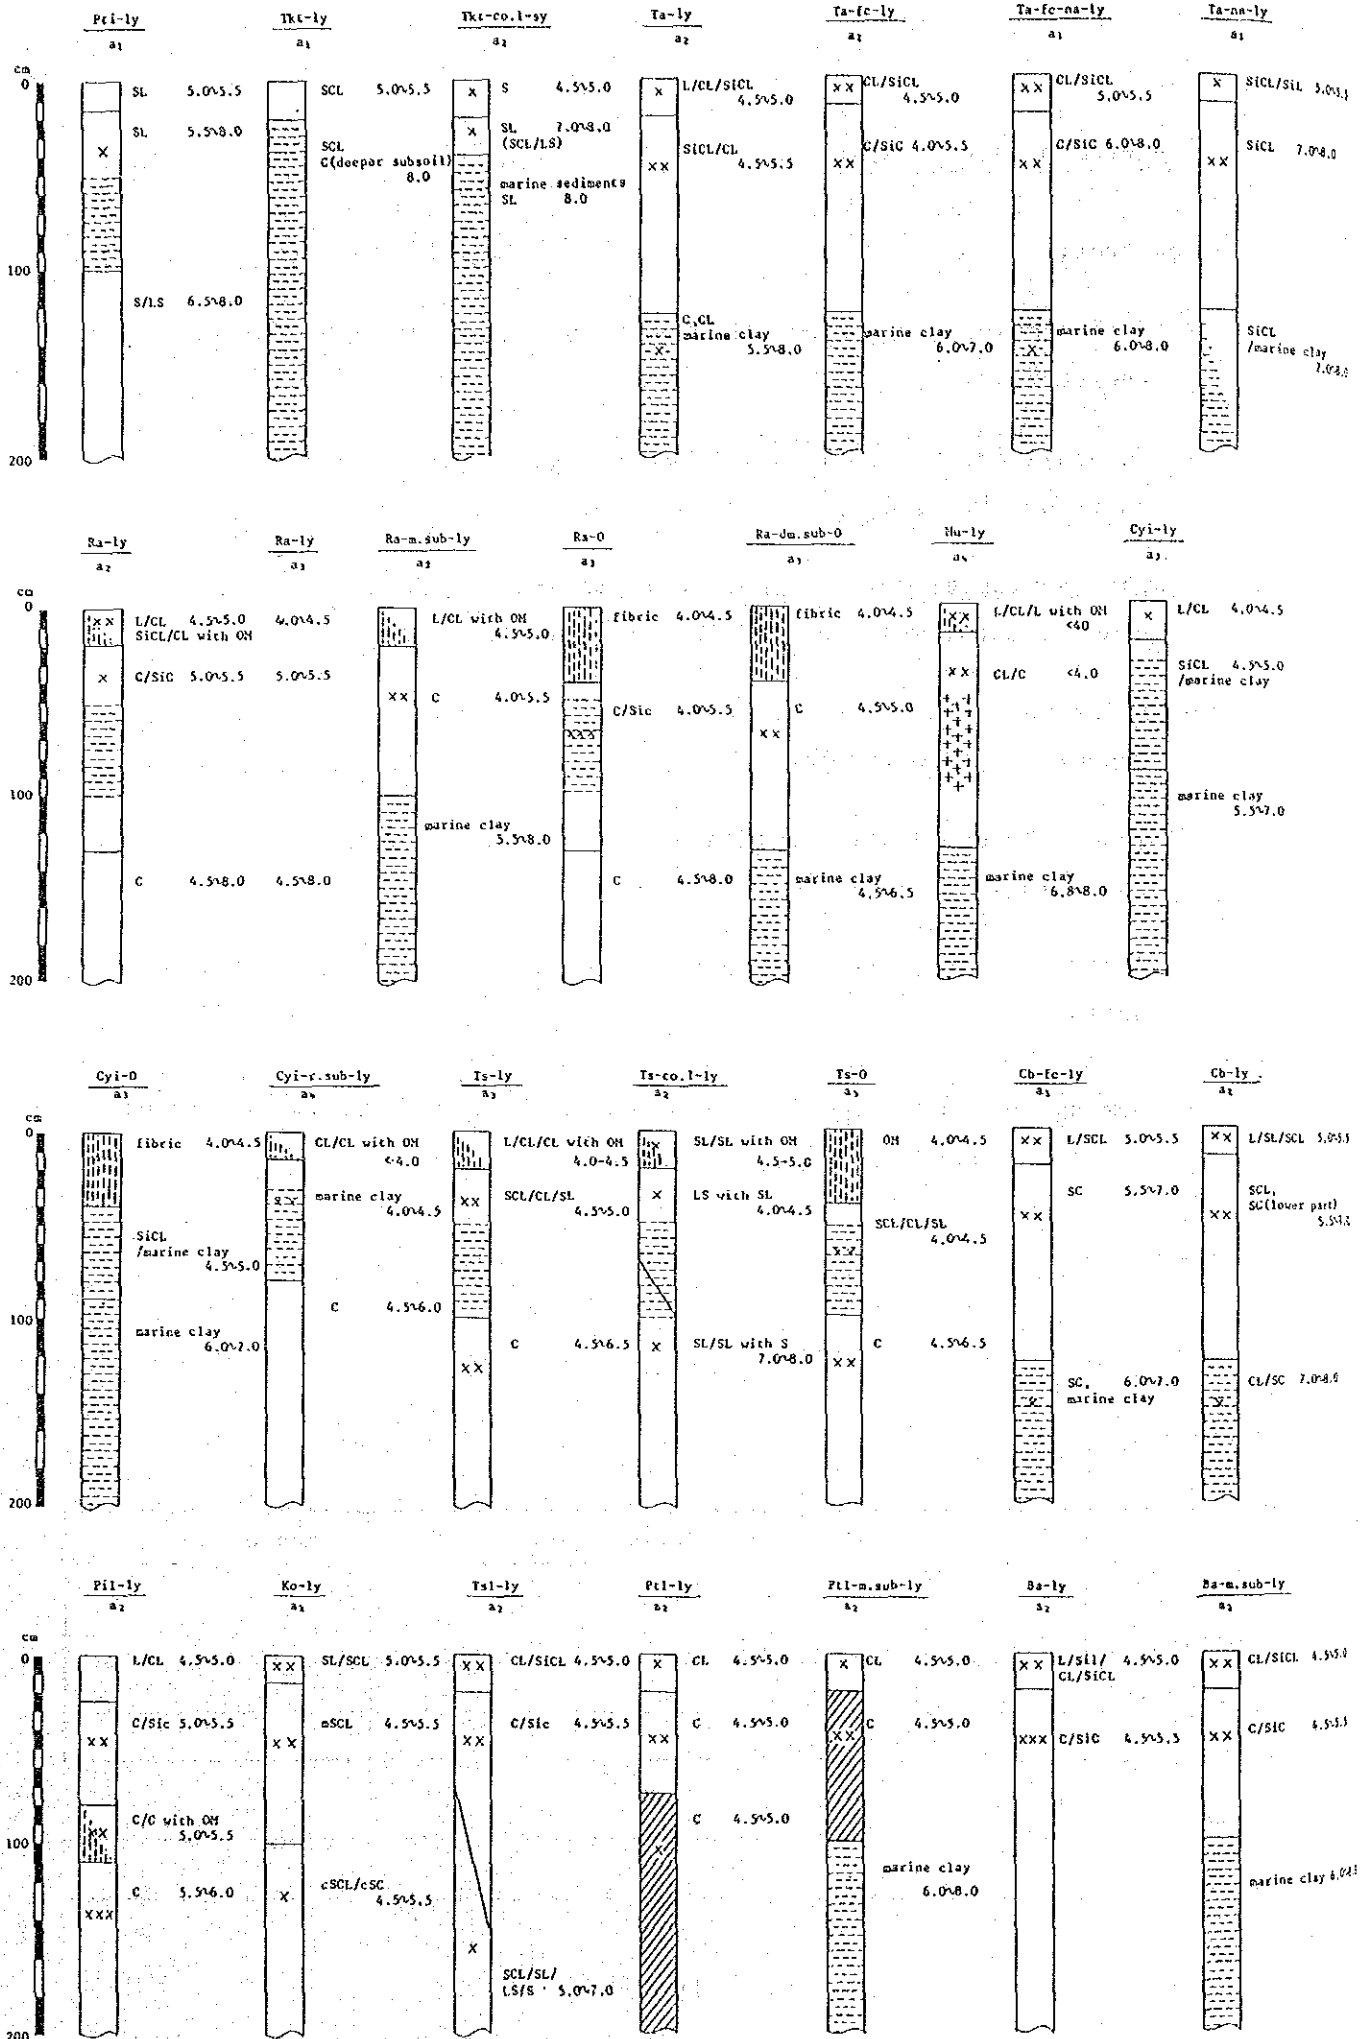 Pti-ly
a1
Tkt-ly
a1
Tkt-co.l-sy
a2
Ta-ly
a2
Ta-fc-ly
a2
Ta-fc-na-ly
a1
Ta-na-ly
a1
cm
0
100
200
SL 5.0~5.5
SL 5.5~8.0
S/LS 6.5~8.0
SCL 5.0~5.5
SCL
C(deeper subsoil)
8.0
S 4.5~5.0
SL 7.0~8.0
(SCL/LS)
marine sediments
SL 8.0
L/CL/SiCL
4.5~5.0
SiCL/CL
4.5~5.5
C,CL
marine clay
5.5~8.0
CL/SiCL
4.5~5.0
C/SiC 4.0~5.5
marine clay
6.0~7.0
CL/SiCL
5.0~5.5
C/SiC 6.0~8.0
marine clay
6.0~8.0
SiCL/SiL 5.0~5.5
SiCL 7.0~8.0
SiCL
/marine clay
7.0~8.0
Ra-ly
a2
Ra-ly
a3
Ra-m.sub-ly
a2
Ra-O
a3
Ra-dm.sub-O
a3
Mu-ly
a4
Cyi-ly
a3
cm
0
100
200
L/CL 4.5~5.0 4.0~4.5
SiCL/CL with OM
C/SiC 5.0~5.5 5.0~5.5
C 4.5~8.0 4.5~8.0
L/CL with OM
4.5~5.0
C 4.0~5.5
marine clay
5.5~8.0
fibric 4.0~4.5
C/Sic 4.0~5.5
C 4.5~8.0
fibric 4.0~4.5
C 4.5~5.0
marine clay
4.5~6.5
L/CL/L with OM
<40
CL/C <4.0
marine clay
6.8~8.0
L/CL 4.0~4.5
SiCL 4.5~5.0
/marine clay
marine clay
5.5~7.0
Cyi-O
a3
Cyi-r.sub-ly
a4
Ts-ly
a3
Ts-co.l-ly
a2
Ts-O
a3
Cb-fc-ly
a3
Cb-ly
a2
cm
0
100
200
fibric 4.0~4.5
SiCL
/marine clay
4.5~5.0
marine clay
6.0~7.0
CL/CL with OM
<4.0
marine clay
4.0~4.5
C 4.5~6.0
L/CL/CL with OM
4.0-4.5
SCL/CL/SL
4.5~5.0
C 4.5~6.5
SL/SL with OM
4.5-5.0
LS with SL
4.0~4.5
SL/SL with S
7.0~8.0
OM 4.0~4.5
SCL/CL/SL
4.0~4.5
C 4.5~6.5
L/SCL 5.0~5.5
SC 5.5~7.0
SC, 6.0~7.0
marine clay
L/SL/SCL 5.0~5.5
SCL,
SC(lower part)
CL/SC 7.0~8.0
Pil-ly
a2
Ko-ly
a2
Tsl-ly
a2
Ptl-ly
a2
Ptl-m.sub-ly
a2
Ba-ly
a2
Ba-m.sub-ly
a2
cm
0
100
200
L/CL 4.5~5.0
C/Sic 5.0~5.5
C/C with OM
5.0~5.5
C 5.5~6.0
SL/SCL 5.0~5.5
mSCL 4.5~5.5
cSCL/cSC
4.5~5.5
CL/SiCL 4.5~5.0
C/Sic 4.5~5.5
SCL/SL/
LS/S 5.0~7.0
CL 4.5~5.0
C 4.5~5.0
C 4.5~5.0
CL 4.5~5.0
C 4.5~5.0
marine clay
6.0~8.0
L/Sil/ 4.5~5.0
CL/SiCL
C/SiC 4.5~5.5
CL/SiCL 4.5~5.0
C/SiC 4.5~5.5
marine clay